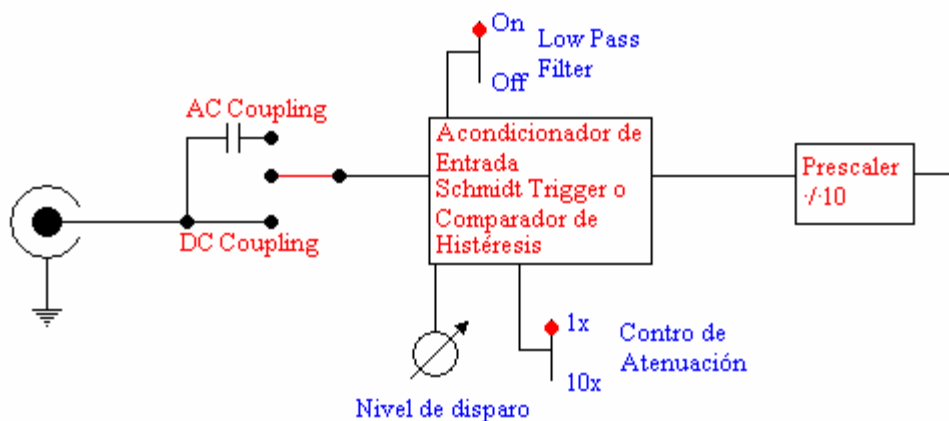 On
Low Pass
Filter
Off
AC Coupling
DC Coupling
Acondicionador de
Entrada
Schmidt Trigger o
Comparador de
Histéresis
Prescaler
·/·10
Nivel de disparo
1x
10x
Contro de
Atenuación